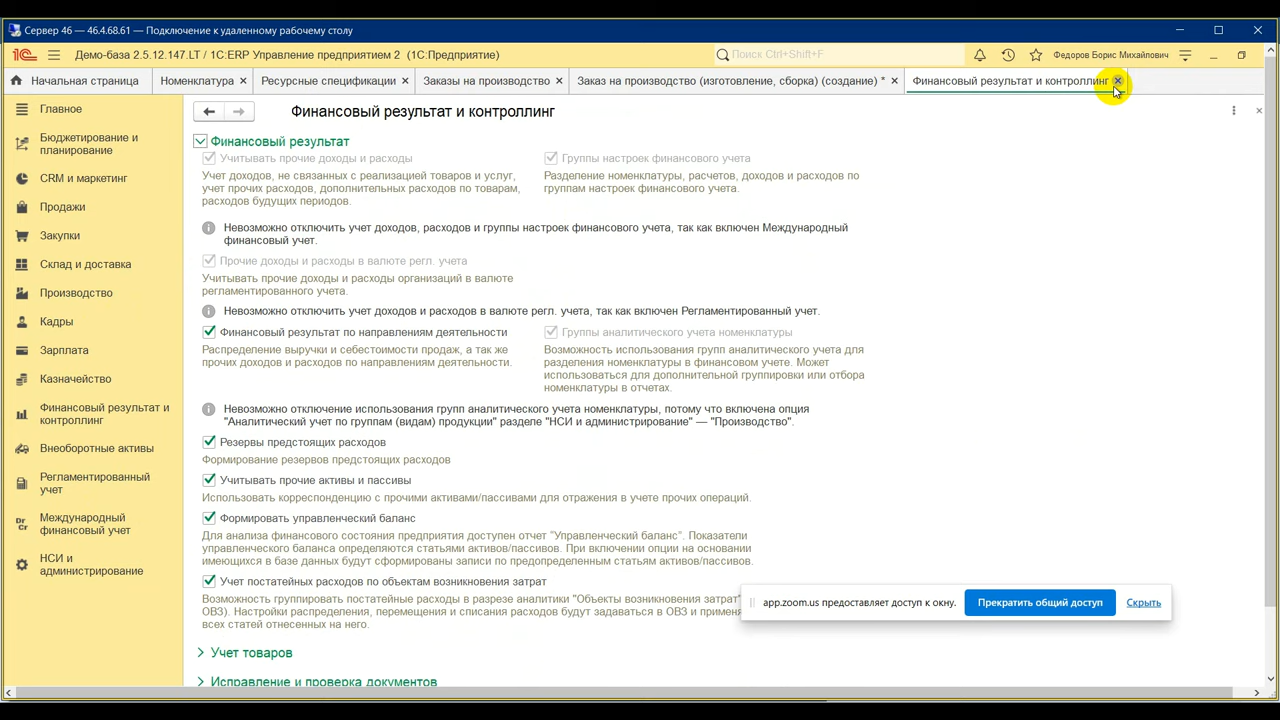 Сервер 46 — 46.4.68.61 — Подключение к удаленному рабочему столу
Демо-база 2.5.12.147.LT / 1С:ERP Управление предприятием 2 (1С:Предприятие)
Поиск Ctrl+Shift+F
Федоров Борис Михайлович
Начальная страница
Номенклатура
Ресурсные спецификации
Заказы на производство
Заказ на производство (изготовление, сборка) (создание) *
Финансовый результат и контроллинг
Главное
Бюджетирование и
планирование
CRM и маркетинг
Продажи
Закупки
Склад и доставка
Производство
Кадры
Зарплата
Казначейство
Финансовый результат и
контроллинг
Внеоборотные активы
Регламентированный
учет
Dr
Cr
Международный
финансовый учет
НСИ и
администрирование
Финансовый результат и контроллинг
Финансовый результат
Учитывать прочие доходы и расходы
Учет доходов, не связанных с реализацией товаров и услуг,
учет прочих расходов, дополнительных расходов по товарам,
расходов будущих периодов.
Группы настроек финансового учета
Разделение номенклатуры, расчетов, доходов и расходов по
группам настроек финансового учета.
Невозможно отключить учет доходов, расходов и группы настроек финансового учета, так как включен Международный
финансовый учет.
Прочие доходы и расходы в валюте регл. учета
Учитывать прочие доходы и расходы организаций в валюте
регламентированного учета.
Невозможно отключить учет доходов и расходов в валюте регл. учета, так как включен Регламентированный учет.
Финансовый результат по направлениям деятельности
Распределение выручки и себестоимости продаж, а так же
прочих доходов и расходов по направлениям деятельности.
Группы аналитического учета номенклатуры
Возможность использования групп аналитического учета для
разделения номенклатуры в финансовом учете. Может
использоваться для дополнительной группировки или отбора
номенклатуры в отчетах.
Невозможно отключение использования групп аналитического учета номенклатуры, потому что включена опция
"Аналитический учет по группам (видам) продукции" разделе "НСИ и администрирование" — "Производство".
Резервы предстоящих расходов
Формирование резервов предстоящих расходов
Учитывать прочие активы и пассивы
Использовать корреспонденцию с прочими активами/пассивами для отражения в учете прочих операций.
Формировать управленческий баланс
Для анализа финансового состояния предприятия доступен отчет "Управленческий баланс". Показатели
управленческого баланса определяются статьями активов/пассивов. При включении опции на основании
имеющихся в базе данных будут сформированы записи по предопределенным статьям активов/пассивов.
Учет постатейных расходов по объектам возникновения затрат
Возможность группировать постатейные расходы в разрезе аналитики "Объекты возникновения затрат"
ОВЗ). Настройки распределения, перемещения и списания расходов будут задаваться в ОВЗ и применя
всех статей отнесенных на него.
app.zoom.us предоставляет доступ к окну.
Прекратить общий доступ
Скрыть
Учет товаров
Исправление и проверка документов